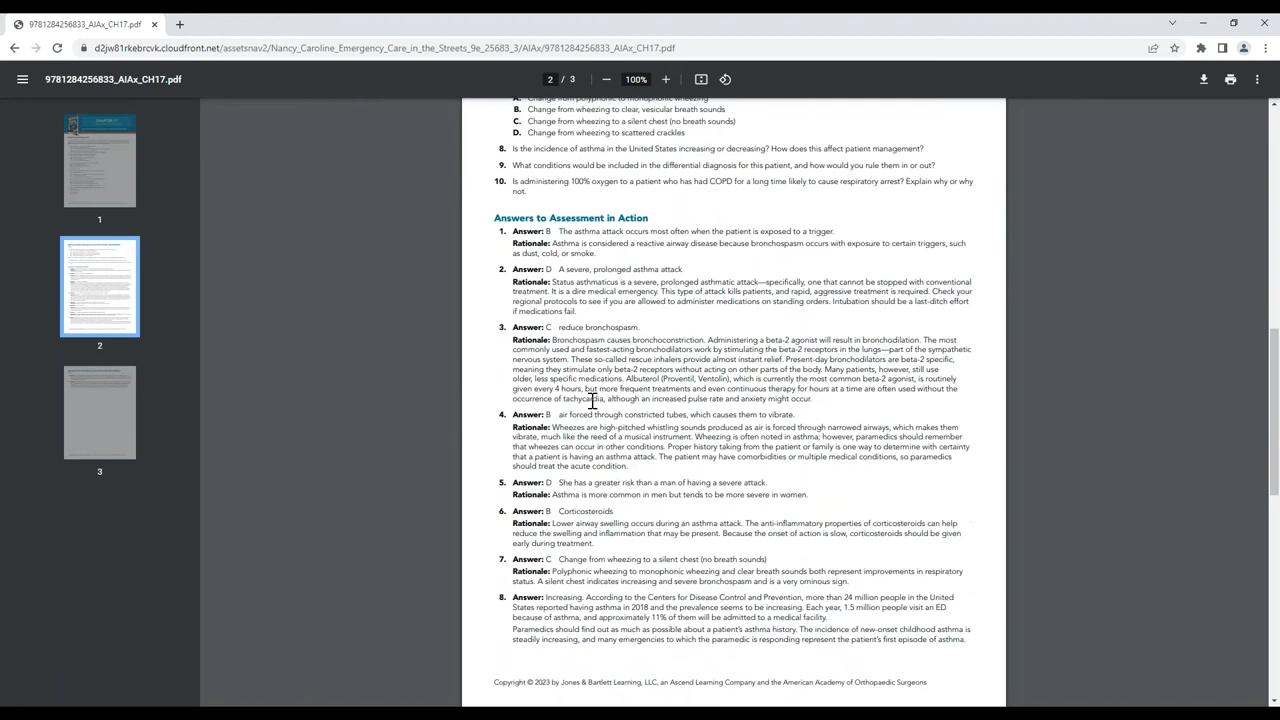 9781284256833_AIAx_CH17.pdf
d2jw81rkebrcvk.cloudfront.net/assetsnav2/Nancy_Caroline_Emergency_Care_in_the_Streets_9e_25683_3/AIAx/9781284256833_AIAx_CH17.pdf
9781284256833_AIAx_CH17.pdf
2 / 3
100%
1
2
3
A. Change from polyphonic to monophonic wheezing
B. Change from wheezing to clear, vesicular breath sounds
C. Change from wheezing to a silent chest (no breath sounds)
D. Change from wheezing to scattered crackles
8. Is the incidence of asthma in the United States increasing or decreasing? How does this affect patient management?
9. What conditions would be included in the differential diagnosis for this patient, and how would you rule them in or out?
10. Is administering 100% oxygen to a patient who has had COPD for a long time likely to cause respiratory arrest? Explain why or why
not.
Answers to Assessment in Action
1. Answer: B The asthma attack occurs most often when the patient is exposed to a trigger.
Rationale: Asthma is considered a reactive airway disease because bronchospasm occurs with exposure to certain triggers, such
as dust, cold, or smoke.
2. Answer: D A severe, prolonged asthma attack
Rationale: Status asthmaticus is a severe, prolonged asthmatic attack—specifically, one that cannot be stopped with conventional
treatment. It is a dire medical emergency. This type of attack kills patients, and rapid, aggressive treatment is required. Check your
regional protocols to see if you are allowed to administer medications on standing orders. Intubation should be a last-ditch effort
if medications fail.
3. Answer: C reduce bronchospasm.
Rationale: Bronchospasm causes bronchoconstriction. Administering a beta-2 agonist will result in bronchodilation. The most
commonly used and fastest-acting bronchodilators work by stimulating the beta-2 receptors in the lungs—part of the sympathetic
nervous system. These so-called rescue inhalers provide almost instant relief. Present-day bronchodilators are beta-2 specific,
meaning they stimulate only beta-2 receptors without acting on other parts of the body. Many patients, however, still use
older, less specific medications. Albuterol (Proventil, Ventolin), which is currently the most common beta-2 agonist, is routinely
given every 4 hours, but more frequent treatments and even continuous therapy for hours at a time are often used without the
occurrence of tachycardia, although an increased pulse rate and anxiety might occur.
4. Answer: B air forced through constricted tubes, which causes them to vibrate.
Rationale: Wheezes are high-pitched whistling sounds produced as air is forced through narrowed airways, which makes them
vibrate, much like the reed of a musical instrument. Wheezing is often noted in asthma; however, paramedics should remember
that wheezes can occur in other conditions. Proper history taking from the patient or family is one way to determine with certainty
that a patient is having an asthma attack. The patient may have comorbidities or multiple medical conditions, so paramedics
should treat the acute condition.
5. Answer: D She has a greater risk than a man of having a severe attack.
Rationale: Asthma is more common in men but tends to be more severe in women.
6. Answer: B Corticosteroids
Rationale: Lower airway swelling occurs during an asthma attack. The anti-inflammatory properties of corticosteroids can help
reduce the swelling and inflammation that may be present. Because the onset of action is slow, corticosteroids should be given
early during treatment.
7. Answer: C Change from wheezing to a silent chest (no breath sounds)
Rationale: Polyphonic wheezing to monophonic wheezing and clear breath sounds both represent improvements in respiratory
status. A silent chest indicates increasing and severe bronchospasm and is a very ominous sign.
8. Answer: Increasing. According to the Centers for Disease Control and Prevention, more than 24 million people in the United
States reported having asthma in 2018 and the prevalence seems to be increasing. Each year, 1.5 million people visit an ED
because of asthma, and approximately 11% of them will be admitted to a medical facility.
Paramedics should find out as much as possible about a patient's asthma history. The incidence of new-onset childhood asthma is
steadily increasing, and many emergencies to which the paramedic is responding represent the patient's first episode of asthma.
Copyright © 2023 by Jones & Bartlett Learning, LLC, an Ascend Learning Company and the American Academy of Orthopaedic Surgeons